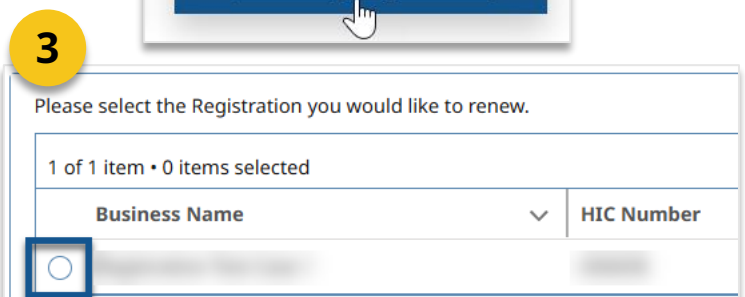 3
Please select the Registration you would like to renew.
1 of 1 item • 0 items selected
Business Name
HIC Number